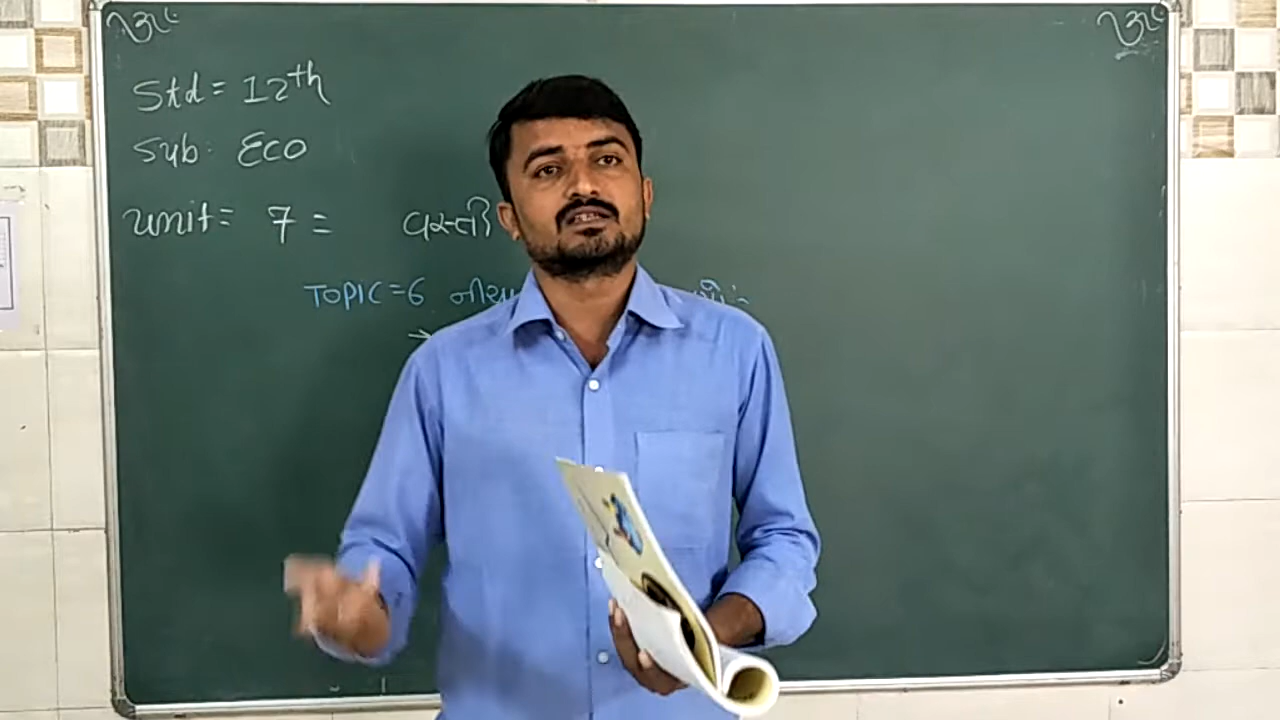 ૐ
ૐ
Std = 12th
Sub: Eco
Unit = 7 = વસ્તી
TOPIC = 6
→